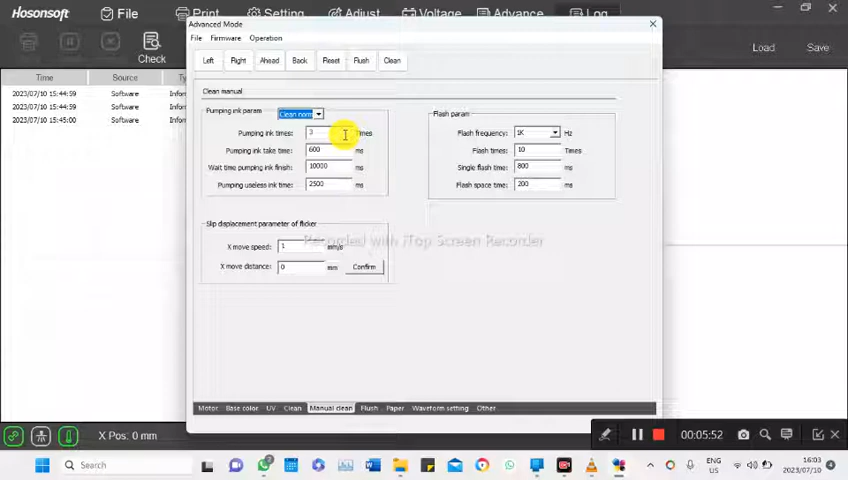 Hosonsoft File Print Setting Adjust Voltage Advance Log
Check
Load Save
Time Source
2023/07/10 15:44:59 Software Infor
2023/07/10 15:44:59 Software Infor
2023/07/10 15:45:00 Software Infor
Advanced Mode
File Firmware Operation
Left Right Ahead Back Reset Flush Clean
Clean manual
Pumping ink param Clean norm
Pumping ink times: 3 Times
Pumping ink take time: 600 ms
Wait time pumping ink finish: 10000 ms
Pumping useless ink time: 2500 ms
Flash param
Flash frequency: 1K Hz
Flash times: 10 Times
Single flash time: 800 ms
Flash space time: 200 ms
Slip displacement parameter of flicker
X move speed: 1 mm/s
X move distance: 0 mm Confirm
Recorded with iTop Screen Recorder
Motor Base color UV Clean Manual clean Flush Paper Waveform setting Other
X Pos: 0 mm
00:05:52
Search
ENG
US
16:03
2023/07/10